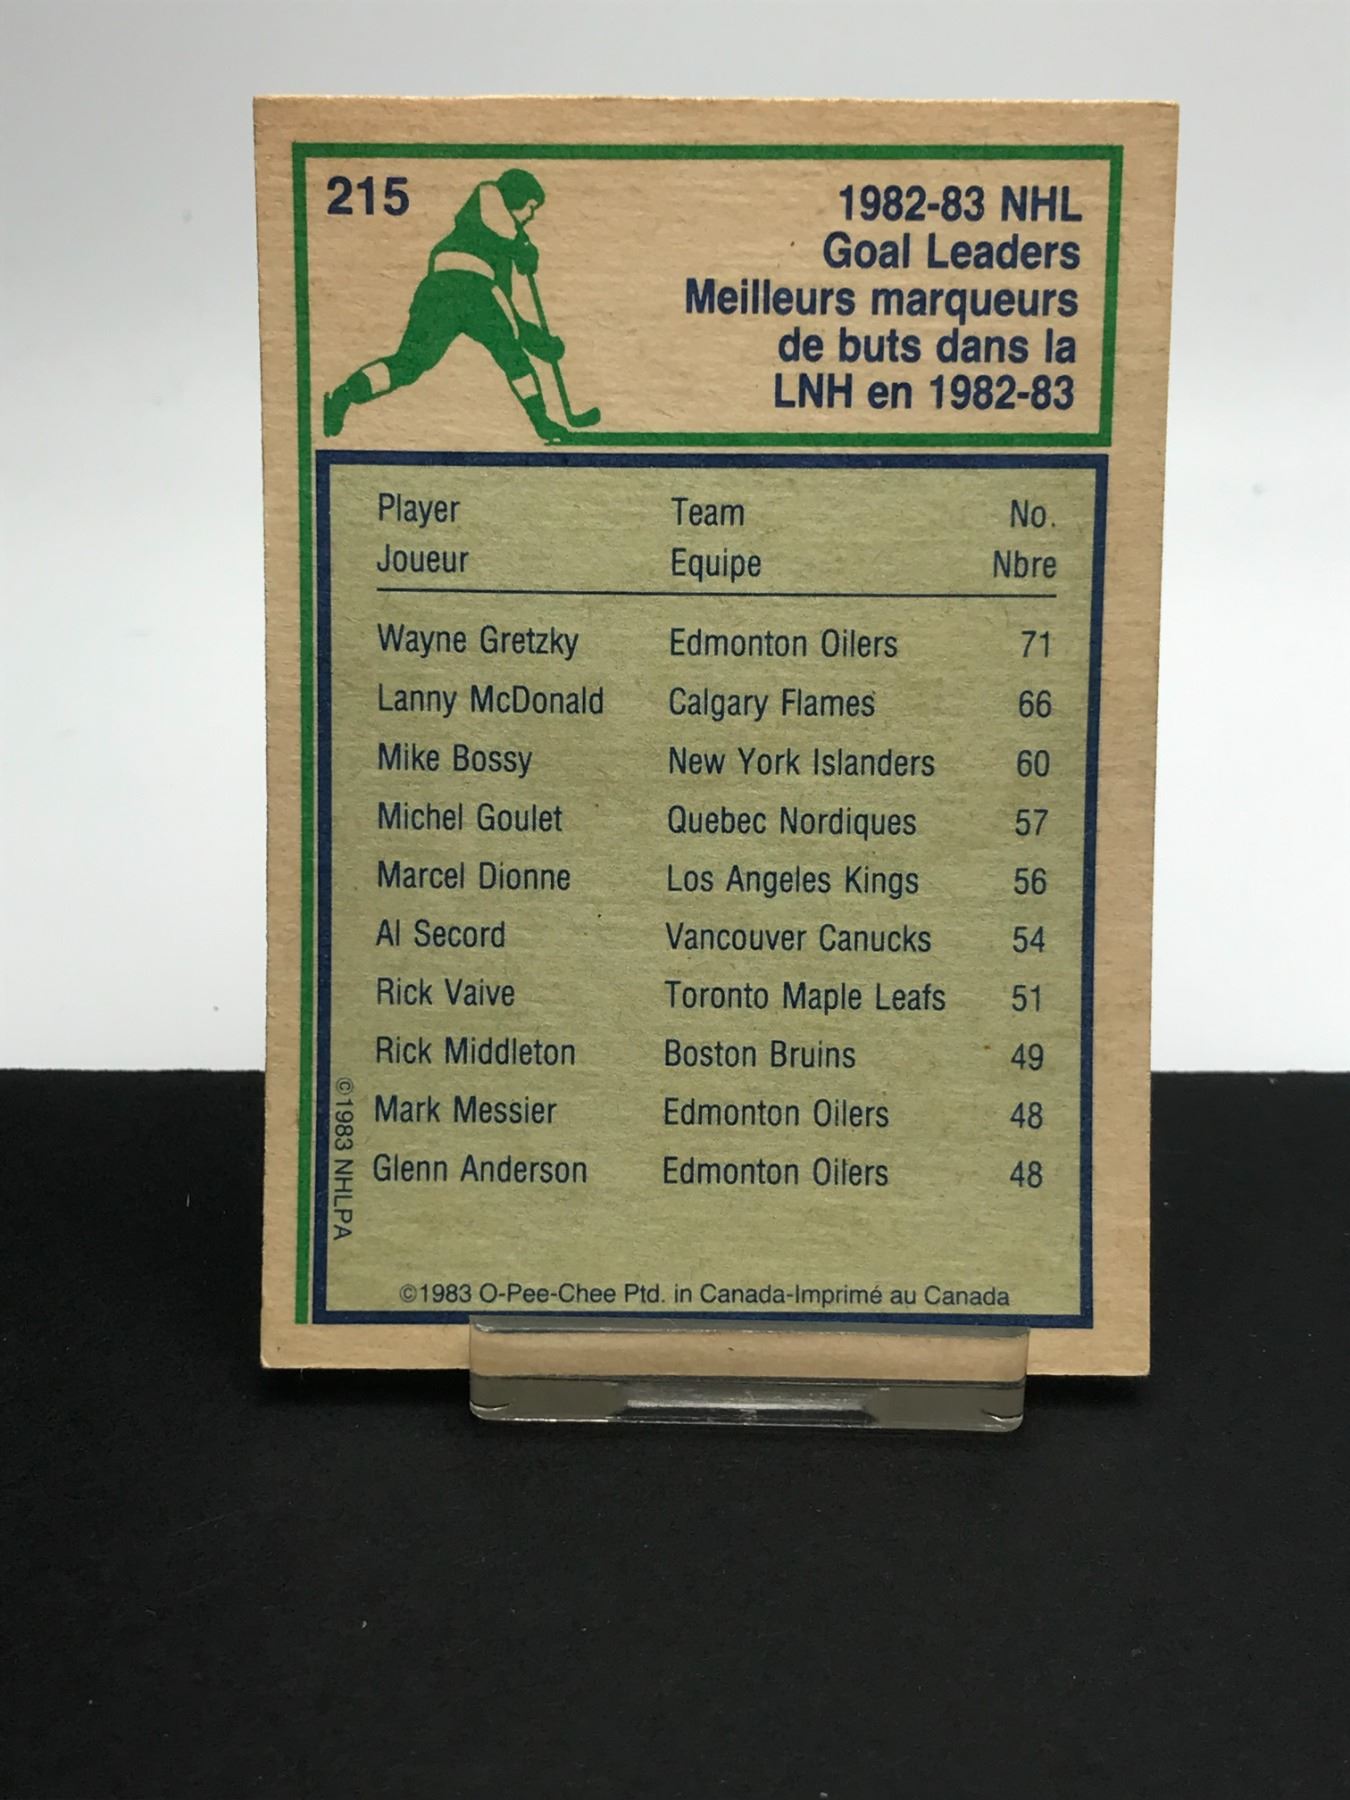 215
1982-83 NHL
Goal Leaders
Meilleurs marqueurs
de buts dans la
LNH en 1982-83
Player Team No.
Joueur Equipe Nbre
Wayne Gretzky Edmonton Oilers 71
Lanny McDonald Calgary Flames 66
Mike Bossy New York Islanders 60
Michel Goulet Quebec Nordiques 57
Marcel Dionne Los Angeles Kings 56
Al Secord Vancouver Canucks 54
Rick Vaive Toronto Maple Leafs 51
Rick Middleton Boston Bruins 49
Mark Messier Edmonton Oilers 48
Glenn Anderson Edmonton Oilers 48
©1983 NHLPA
©1983 O-Pee-Chee Ptd. in Canada-Imprimé au Canada